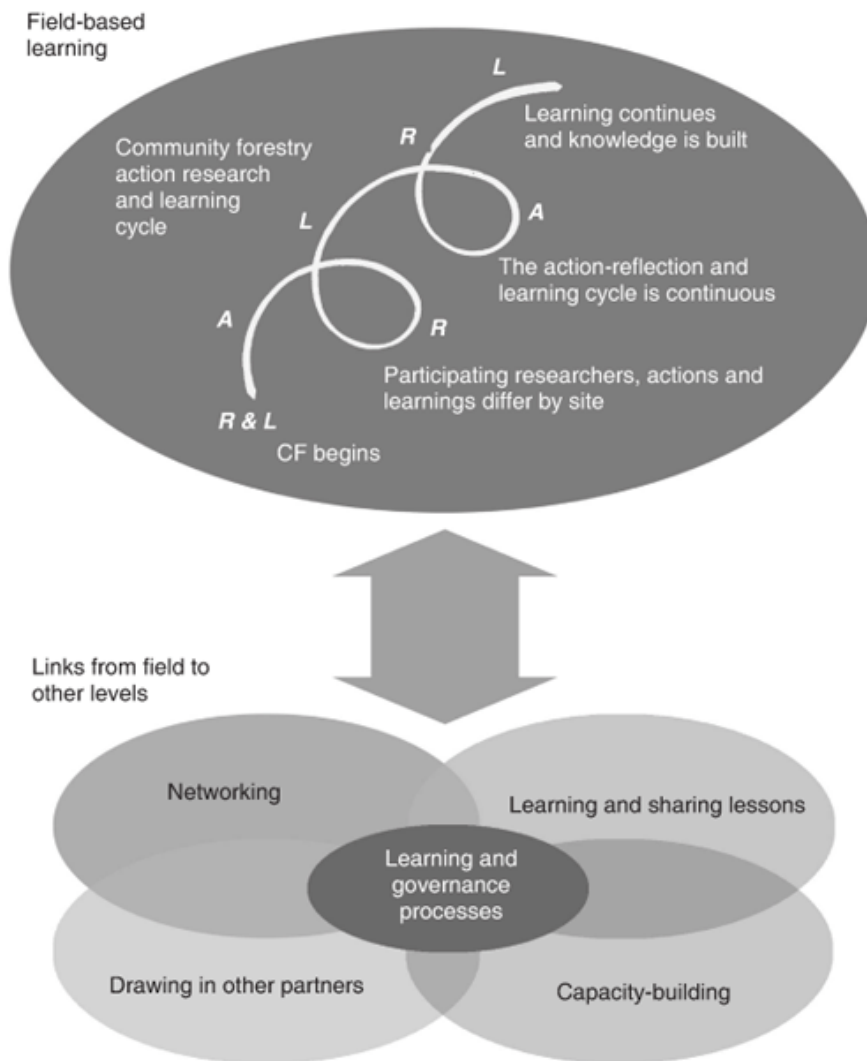 Field-based
learning
L
Learning continues
and knowledge is built
R
Community forestry
action research
and learning
cycle
L
A
The action-reflection and
learning cycle is continuous
A
R
Participating researchers, actions and
learnings differ by site
R & L
CF begins
Links from field to
other levels
Networking
Learning and sharing lessons
Learning and
governance
processes
Drawing in other partners
Capacity-building